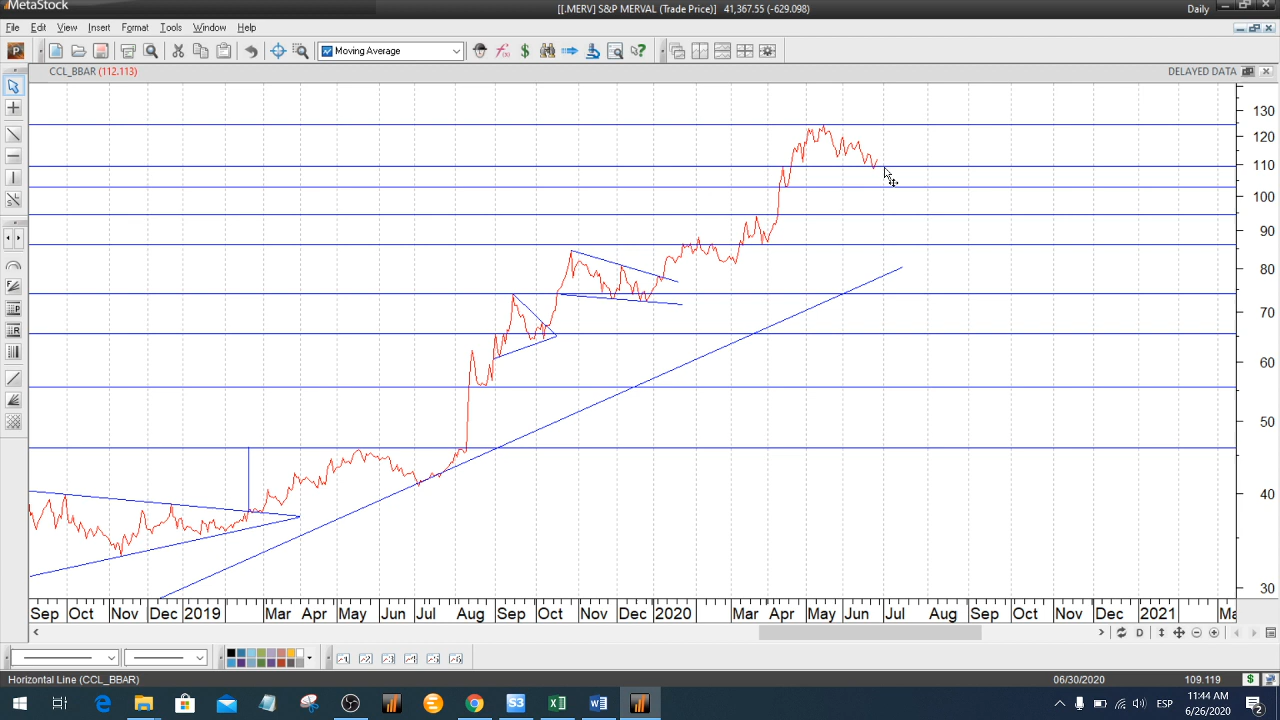 MetaStock
[[.MERV] S&P MERVAL (Trade Price)] 41,367.55 (-629.098)
Daily
File Edit View Insert Format Tools Window Help
Moving Average
CCL_BBAR (112.113)
DELAYED DATA
130
120
110
100
90
80
70
60
50
40
30
Sep Oct Nov Dec 2019 Mar Apr May Jun Jul Aug Sep Oct Nov Dec 2020 Mar Apr May Jun Jul Aug Sep Oct Nov Dec 2021 Ma
Horizontal Line (CCL_BBAR)
06/30/2020
109.119
ESP
11:44 AM
6/26/2020